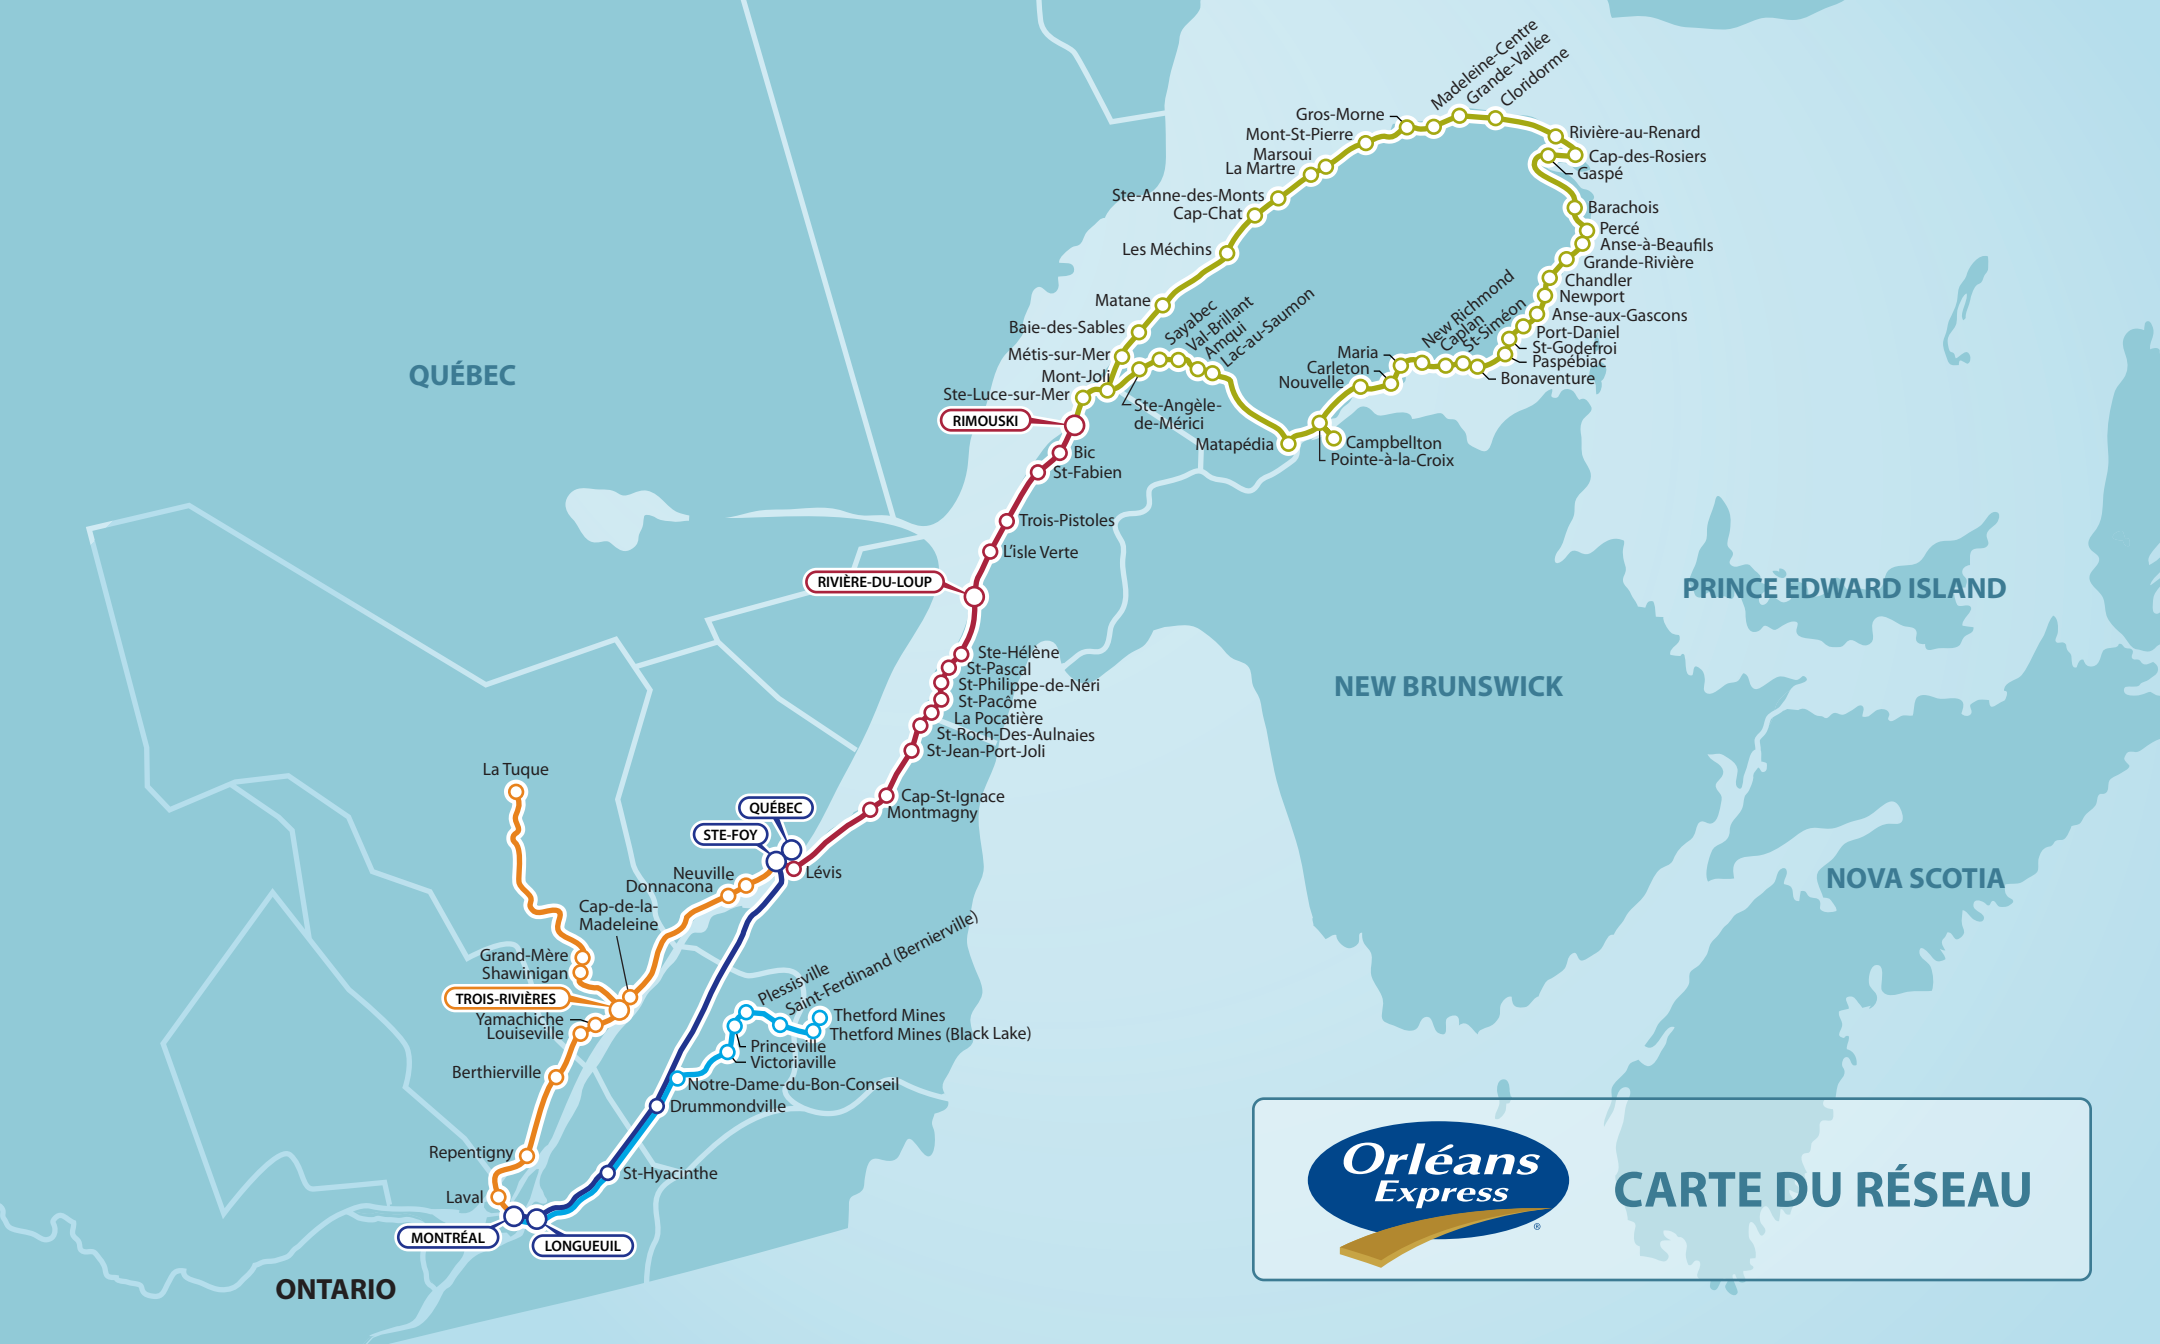 Madeleine-Centre
Grande-Vallée
Cloridorme
Gros-Morne
Mont-St-Pierre
Marsoui
La Martre
Ste-Anne-des-Monts
Cap-Chat
Les Méchins
Matane
Baie-des-Sables
Métis-sur-Mer
Mont-Joli
Ste-Luce-sur-Mer
RIMOUSKI
Rivière-au-Renard
Cap-des-Rosiers
Gaspé
Barachois
Percé
Anse-à-Beaufils
Grande-Rivière
Chandler
Newport
Anse-aux-Gascons
Port-Daniel
St-Godefroi
Paspébiac
Bonaventure
St-Siméon
Caplan
New Richmond
Maria
Carleton
Nouvelle
Sayabec
Val-Brillant
Amqui
Lac-au-Saumon
Ste-Angèle-
de-Mérici
Matapédia
Campbellton
Pointe-à-la-Croix
Bic
St-Fabien
Trois-Pistoles
L'isle Verte
RIVIÈRE-DU-LOUP
Ste-Hélène
St-Pascal
St-Philippe-de-Néri
St-Pacôme
La Pocatière
St-Roch-Des-Aulnaies
St-Jean-Port-Joli
Cap-St-Ignace
Montmagny
QUÉBEC
PRINCE EDWARD ISLAND
NEW BRUNSWICK
NOVA SCOTIA
La Tuque
QUÉBEC
STE-FOY
Lévis
Neuville
Donnacona
Cap-de-la-
Madeleine
Grand-Mère
Shawinigan
TROIS-RIVIÈRES
Yamachiche
Louiseville
Berthierville
Repentigny
Laval
MONTRÉAL
LONGUEUIL
Plessisville
Saint-Ferdinand (Bernierville)
Thetford Mines
Thetford Mines (Black Lake)
Princeville
Victoriaville
Notre-Dame-du-Bon-Conseil
Drummondville
St-Hyacinthe
ONTARIO
Orléans
Express
®
CARTE DU RÉSEAU